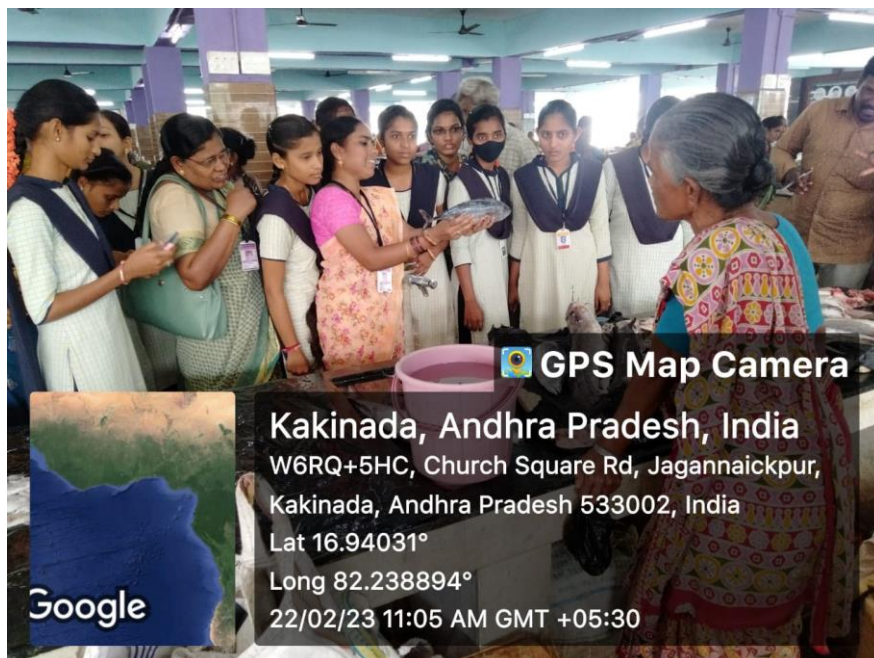 GPS Map Camera
Kakinada, Andhra Pradesh, India
W6RQ+5HC, Church Square Rd, Jagannaickpur,
Kakinada, Andhra Pradesh 533002, India
Lat 16.94031°
Long 82.238894°
22/02/23 11:05 AM GMT +05:30
Google